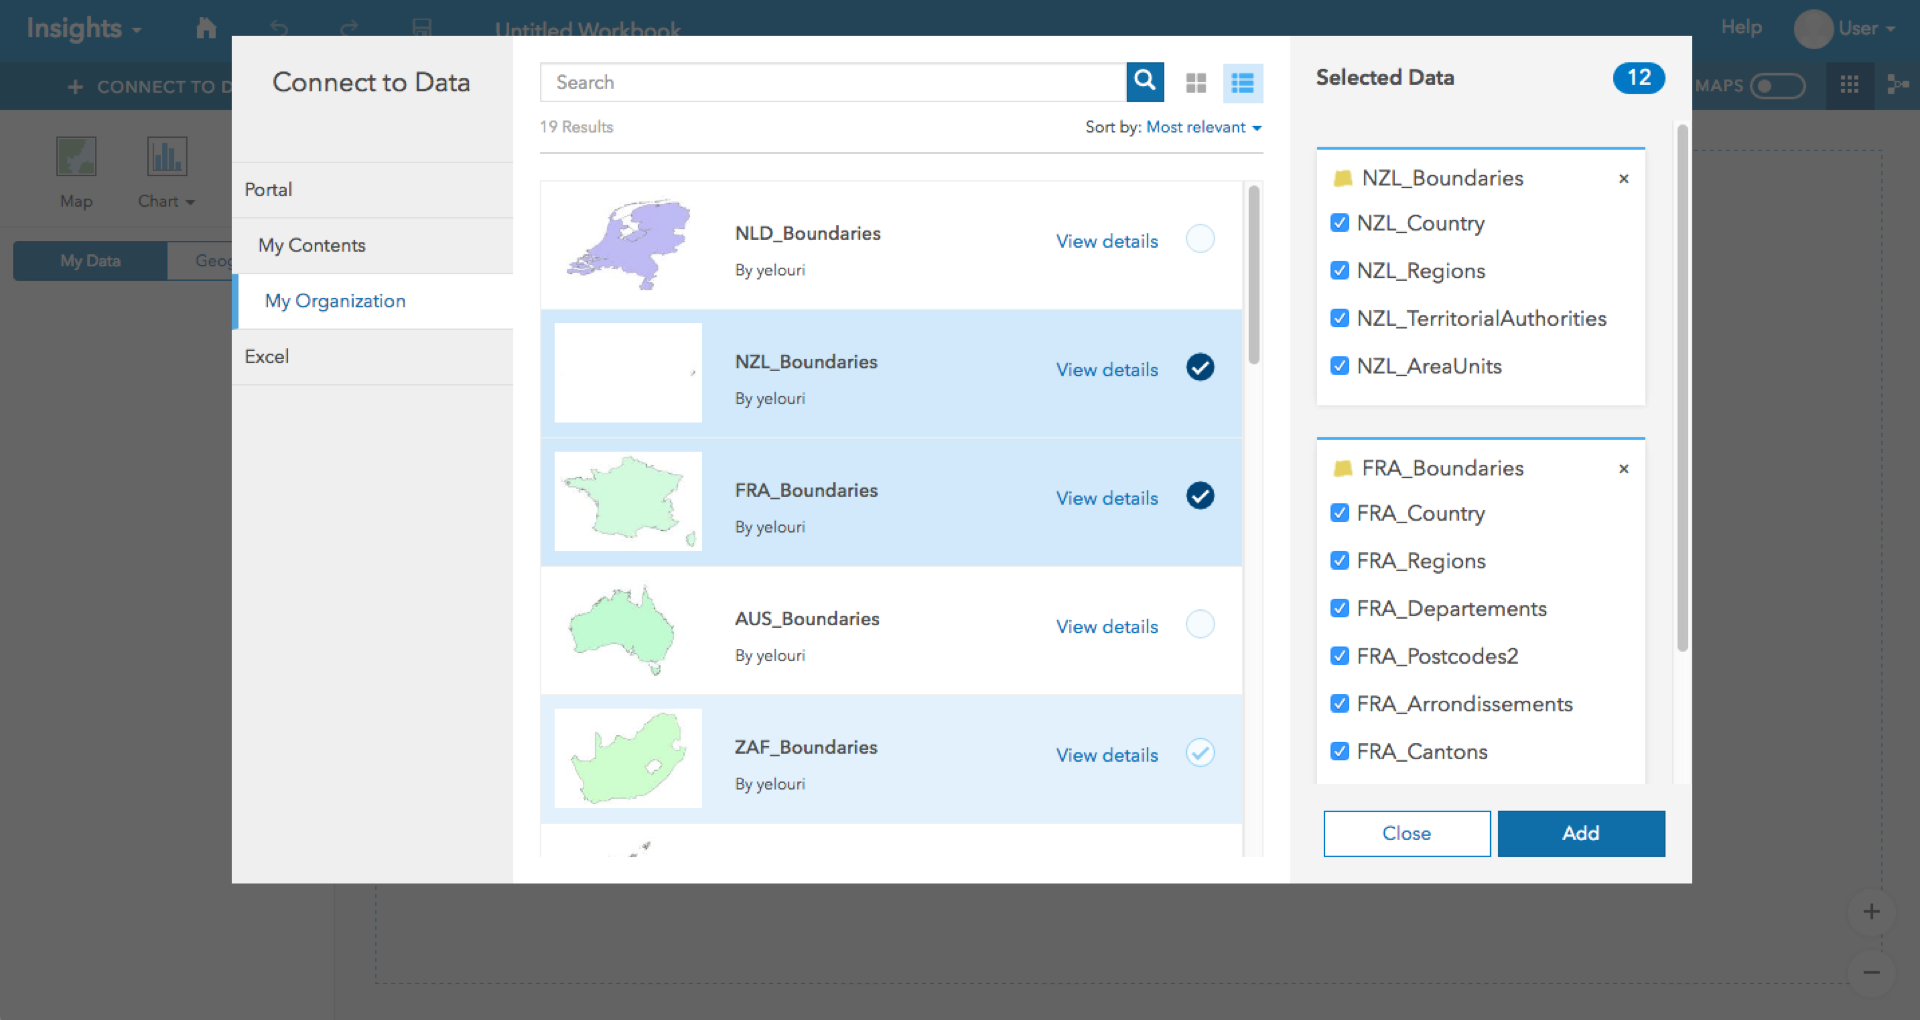 Insights
Untitled Workbook
Help
User
CONNECT TO D
MAPS
Map
Chart
My Data
Geog
Connect to Data
Portal
My Contents
My Organization
Excel
Search
19 Results
Sort by: Most relevant
NLD_Boundaries
By yelouri
View details
NZL_Boundaries
By yelouri
View details
FRA_Boundaries
By yelouri
View details
AUS_Boundaries
By yelouri
View details
ZAF_Boundaries
By yelouri
View details
Selected Data
12
NZL_Boundaries
NZL_Country
NZL_Regions
NZL_TerritorialAuthorities
NZL_AreaUnits
FRA_Boundaries
FRA_Country
FRA_Regions
FRA_Departements
FRA_Postcodes2
FRA_Arrondissements
FRA_Cantons
Close
Add